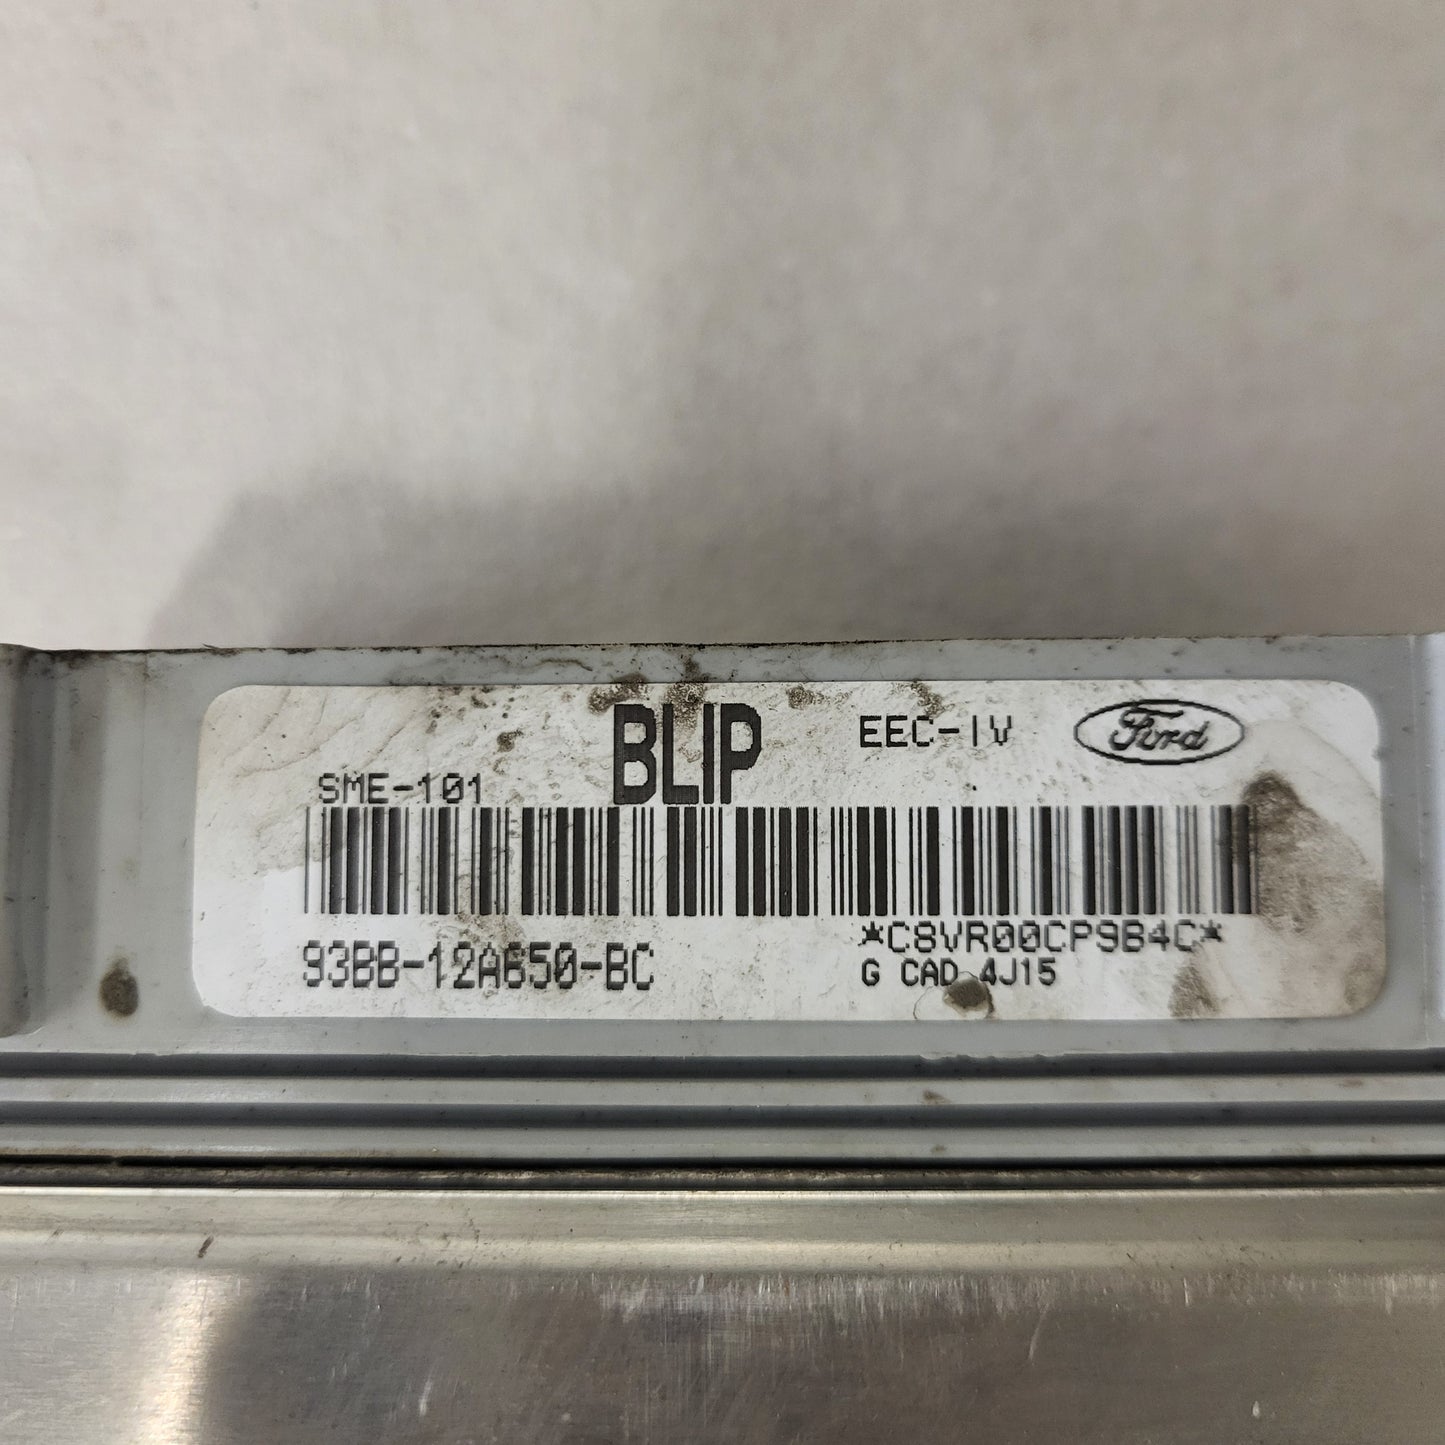 BLIP EEC-IV Ford
SME-101
*C8VR00CP9B4C*
93BB-12A650-BC
G CAD 4J15